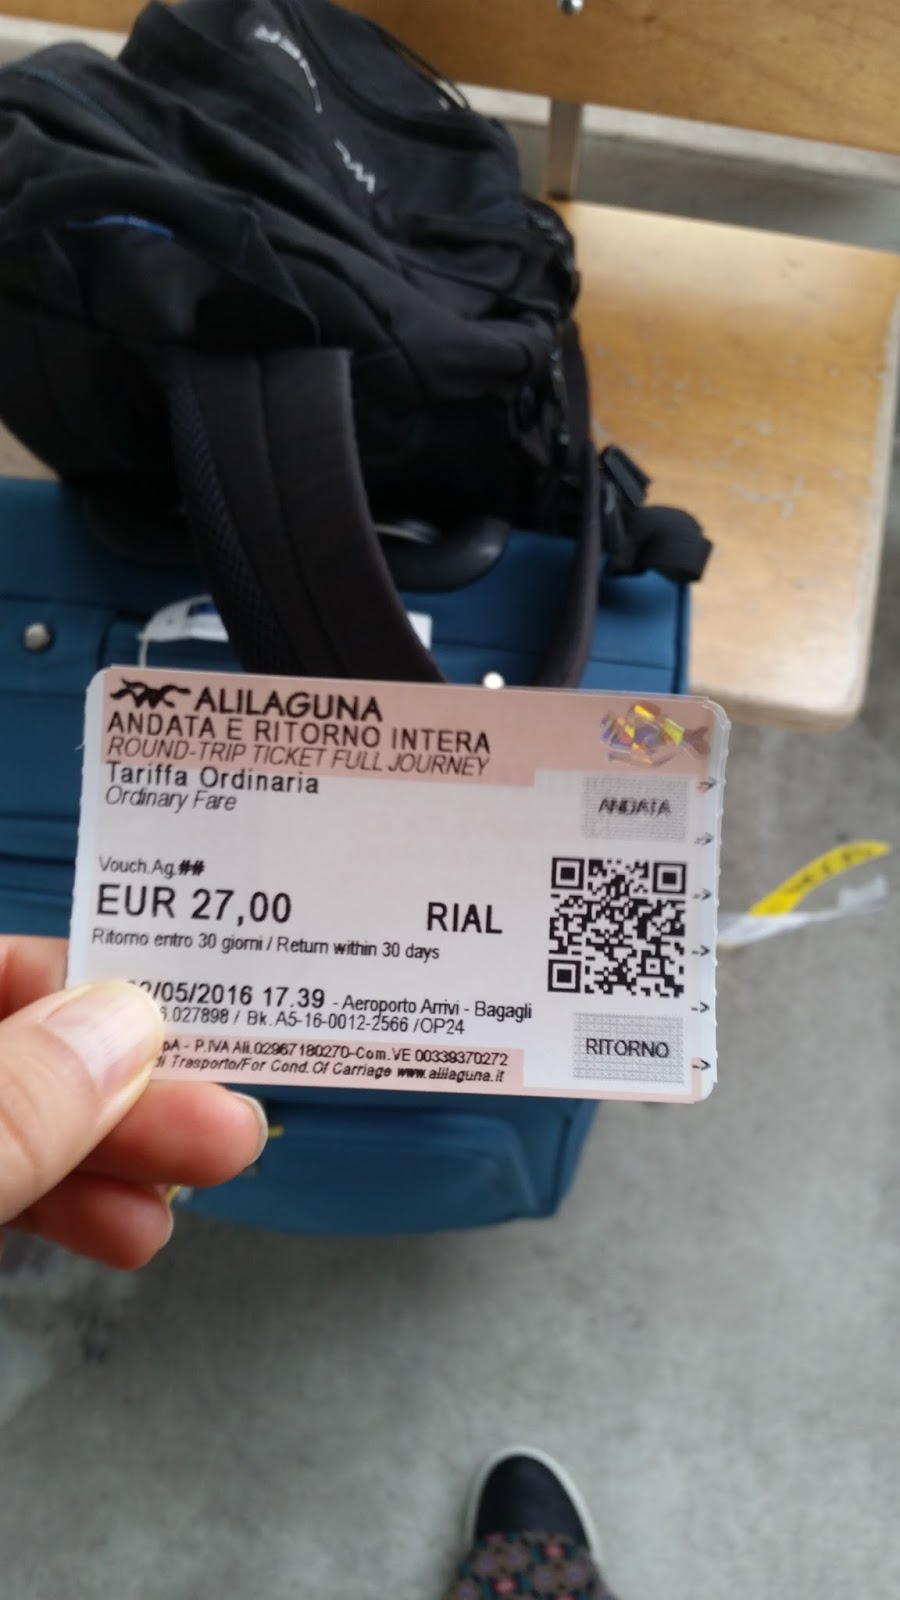 ALILAGUNA
ANDATA E RITORNO INTERA
ROUND-TRIP TICKET FULL JOURNEY
Tariffa Ordinaria
Ordinary Fare
ANDATA
Vouch.Ag.##
EUR 27,00 RIAL
Ritorno entro 30 giorni / Return within 30 days
/05/2016 17.39 - Aeroporto Arrivi - Bagagli
.027898 / Bk.A5-16-0012-2566 /OP24
RITORNO
pA - P.IVA Ali.02967180270-Com.VE 00339370272
di Trasporto/For Cond.Of Carriage www.alilaguna.it